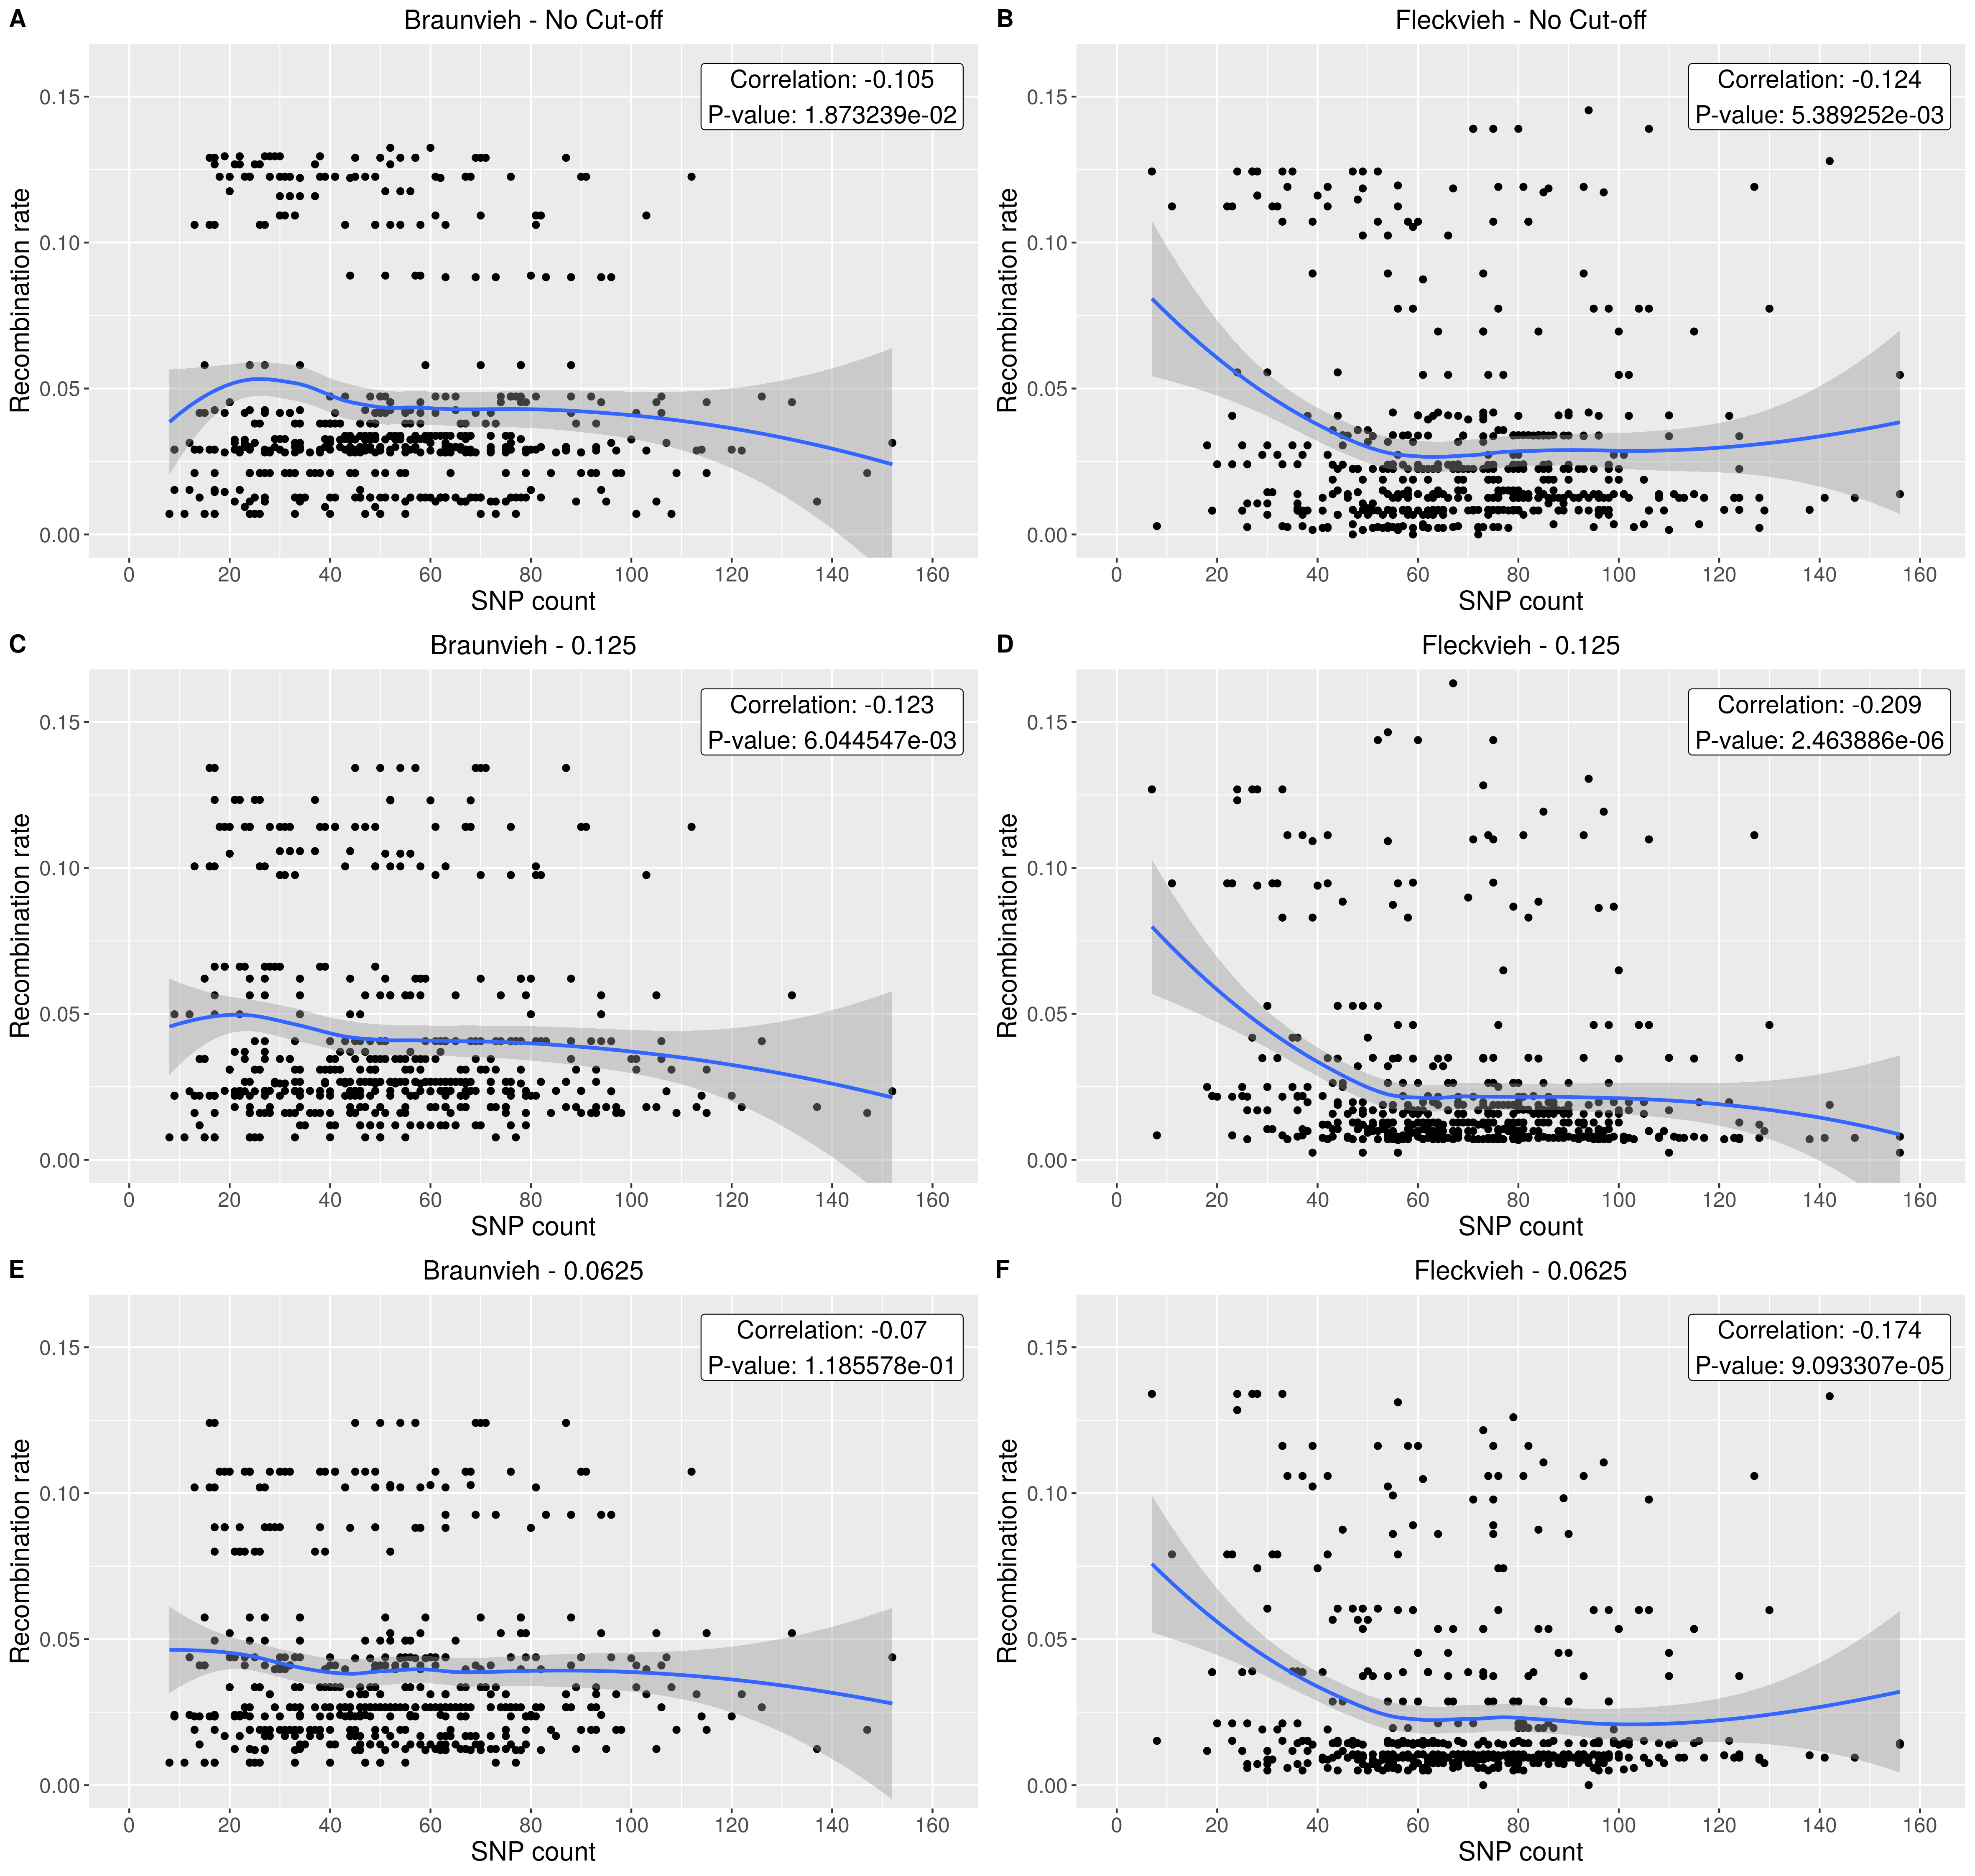 A
Braunvieh - No Cut-off
Correlation: -0.105
P-value: 1.873239e-02
Recombination rate
0.15
0.10
0.05
0.00
0 20 40 60 80 100 120 140 160
SNP count
B
Fleckvieh - No Cut-off
Correlation: -0.124
P-value: 5.389252e-03
Recombination rate
0.15
0.10
0.05
0.00
0 20 40 60 80 100 120 140 160
SNP count
C
Braunvieh - 0.125
Correlation: -0.123
P-value: 6.044547e-03
Recombination rate
0.15
0.10
0.05
0.00
0 20 40 60 80 100 120 140 160
SNP count
D
Fleckvieh - 0.125
Correlation: -0.209
P-value: 2.463886e-06
Recombination rate
0.15
0.10
0.05
0.00
0 20 40 60 80 100 120 140 160
SNP count
E
Braunvieh - 0.0625
Correlation: -0.07
P-value: 1.185578e-01
Recombination rate
0.15
0.10
0.05
0.00
0 20 40 60 80 100 120 140 160
SNP count
F
Fleckvieh - 0.0625
Correlation: -0.174
P-value: 9.093307e-05
Recombination rate
0.15
0.10
0.05
0.00
0 20 40 60 80 100 120 140 160
SNP count